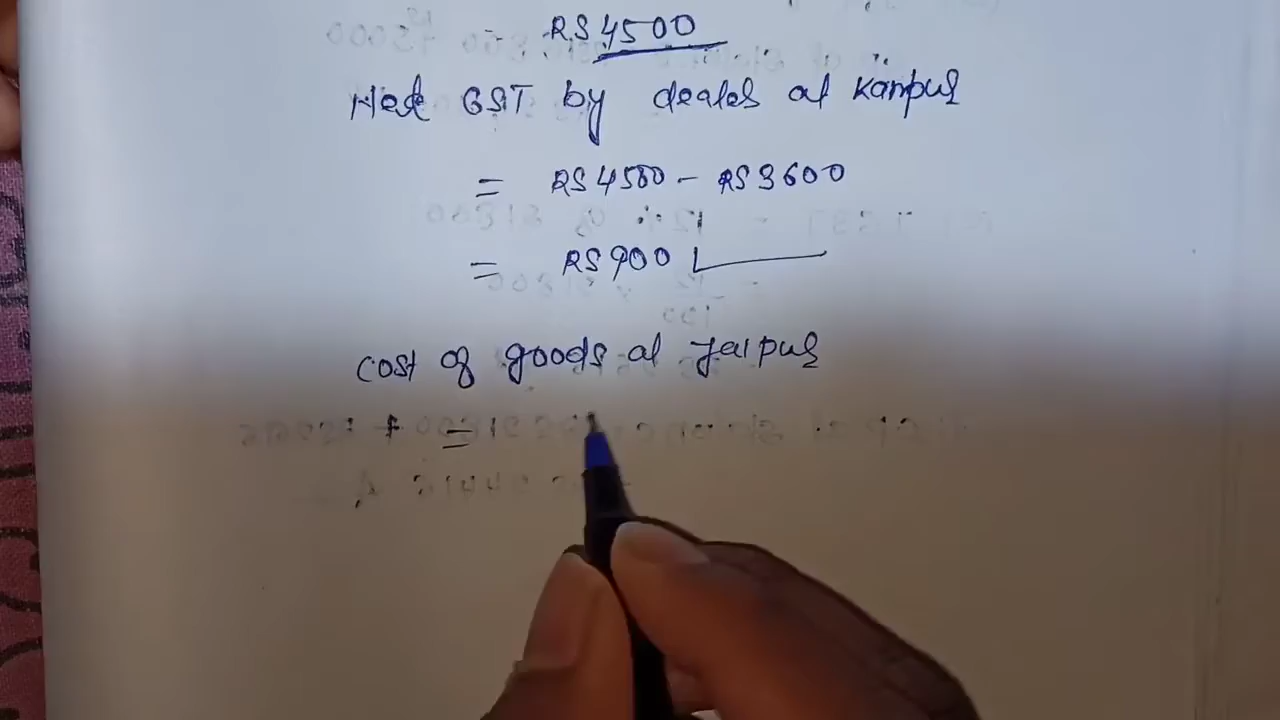 = RS 4500
Net GST by dealer at Kanpur
= RS 4500 - RS 3600
= RS 900
cost of goods at Jaipur
=